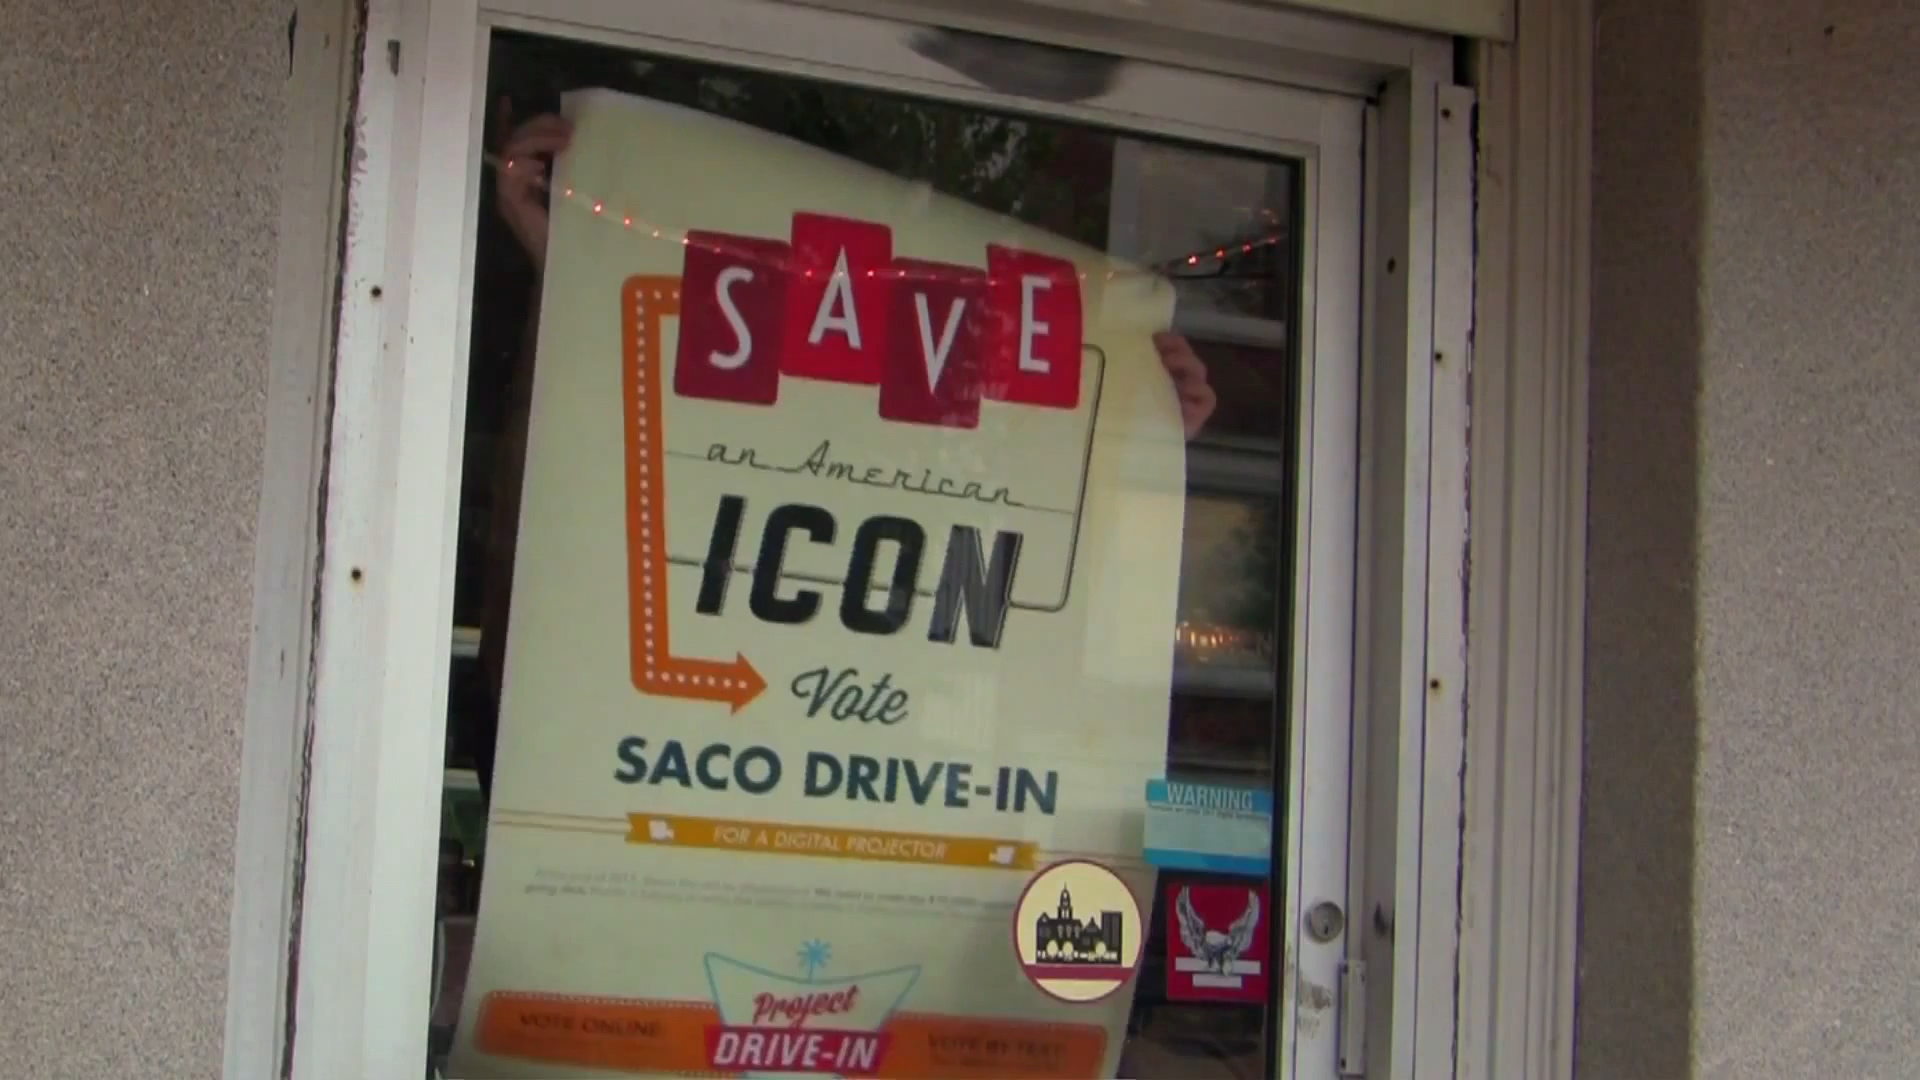 SAVE
an American
ICON
Vote
SACO DRIVE-IN
FOR A DIGITAL PROJECTOR
WARNING
Project
DRIVE-IN
VOTE ONLINE
VOTE BY TEXT